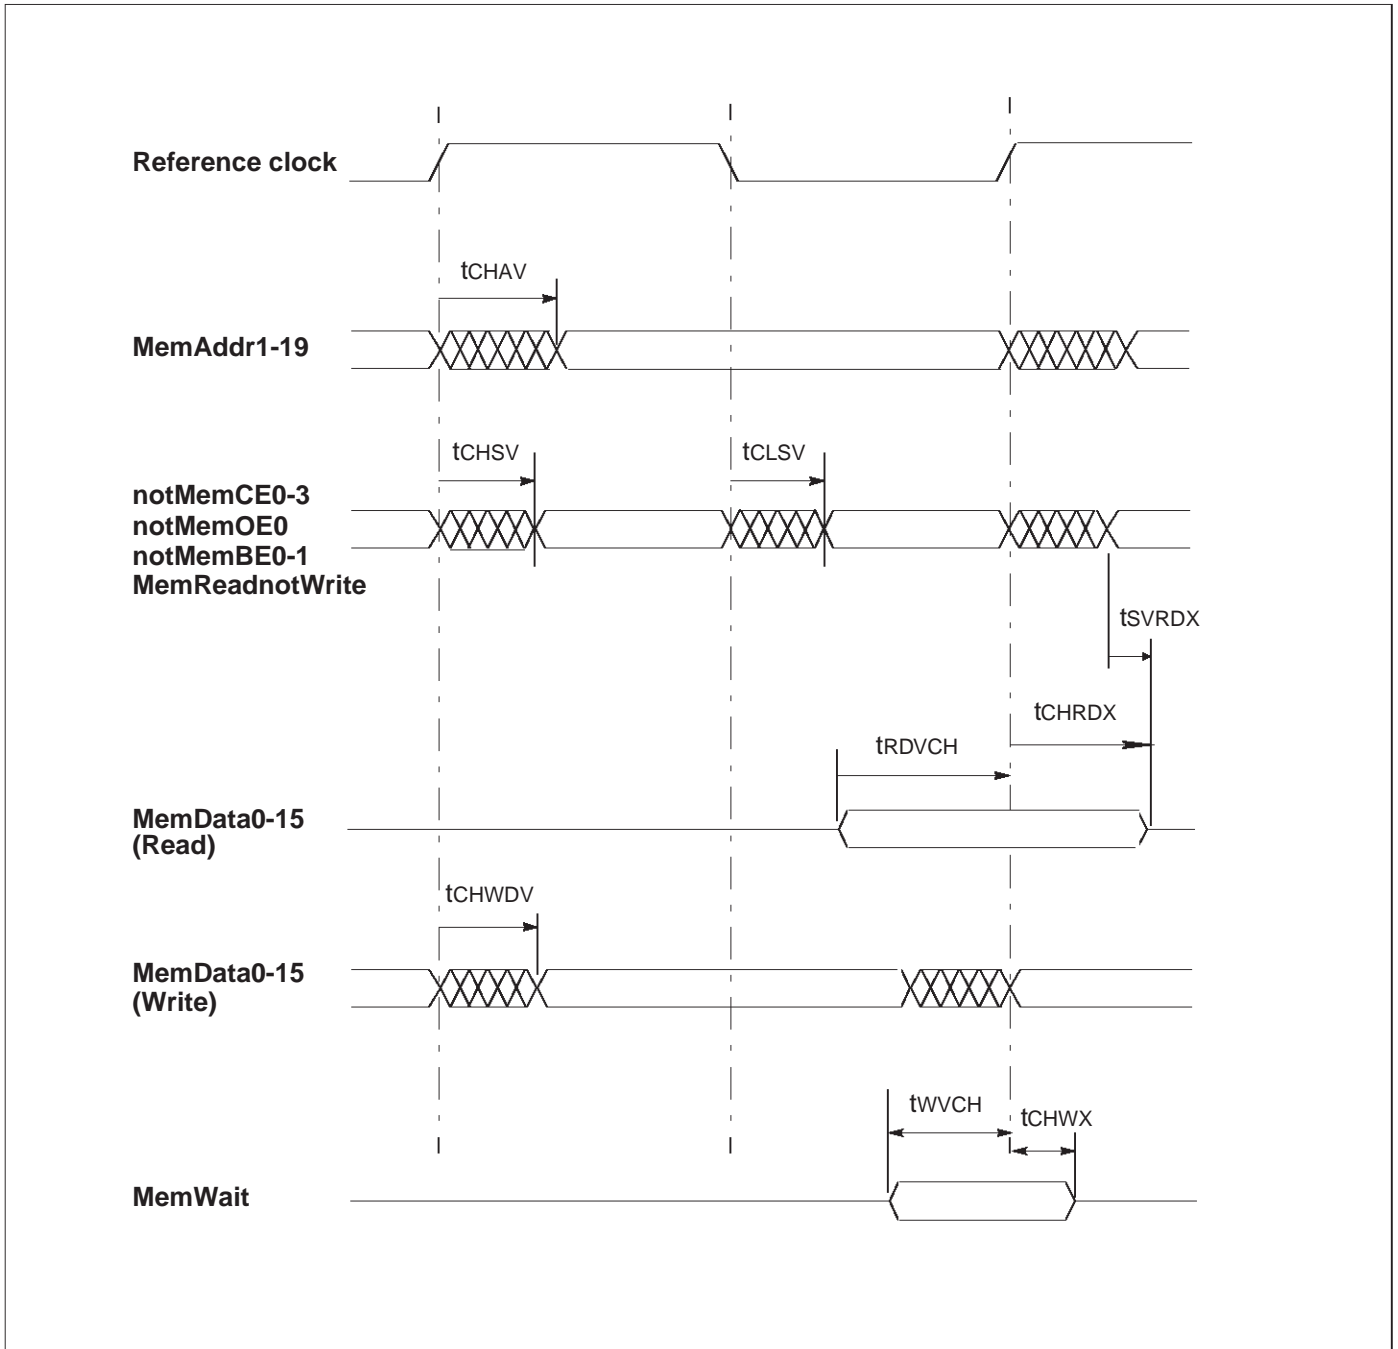 Reference clock
tCHAV
MemAddr1-19
tCHSV
tCLSV
notMemCE0-3
notMemOE0
notMemBE0-1
MemReadnotWrite
tSVRDX
tCHRDX
tRDVCH
MemData0-15
(Read)
tCHWDV
MemData0-15
(Write)
tWVCH
tCHWX
MemWait